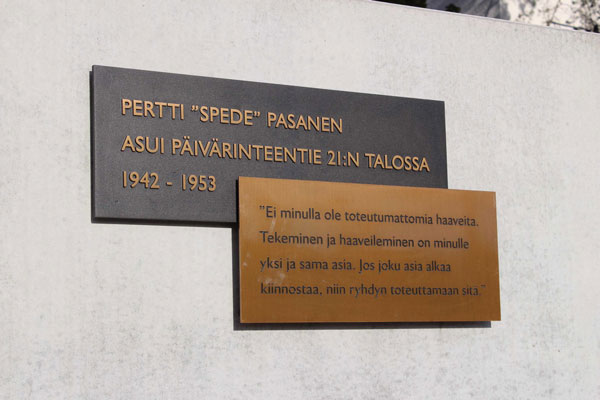 PERTTI "SPEDE" PASANEN
ASUI PÄIVÄRINTEENTIE 21:N TALOSSA
1942 - 1953
"Ei minulla ole toteutumattomia haaveita.
Tekeminen ja haaveileminen on minulle
yksi ja sama asia. Jos joku asia alkaa
kiinnostaa, niin ryhdyn toteuttamaan sitä."